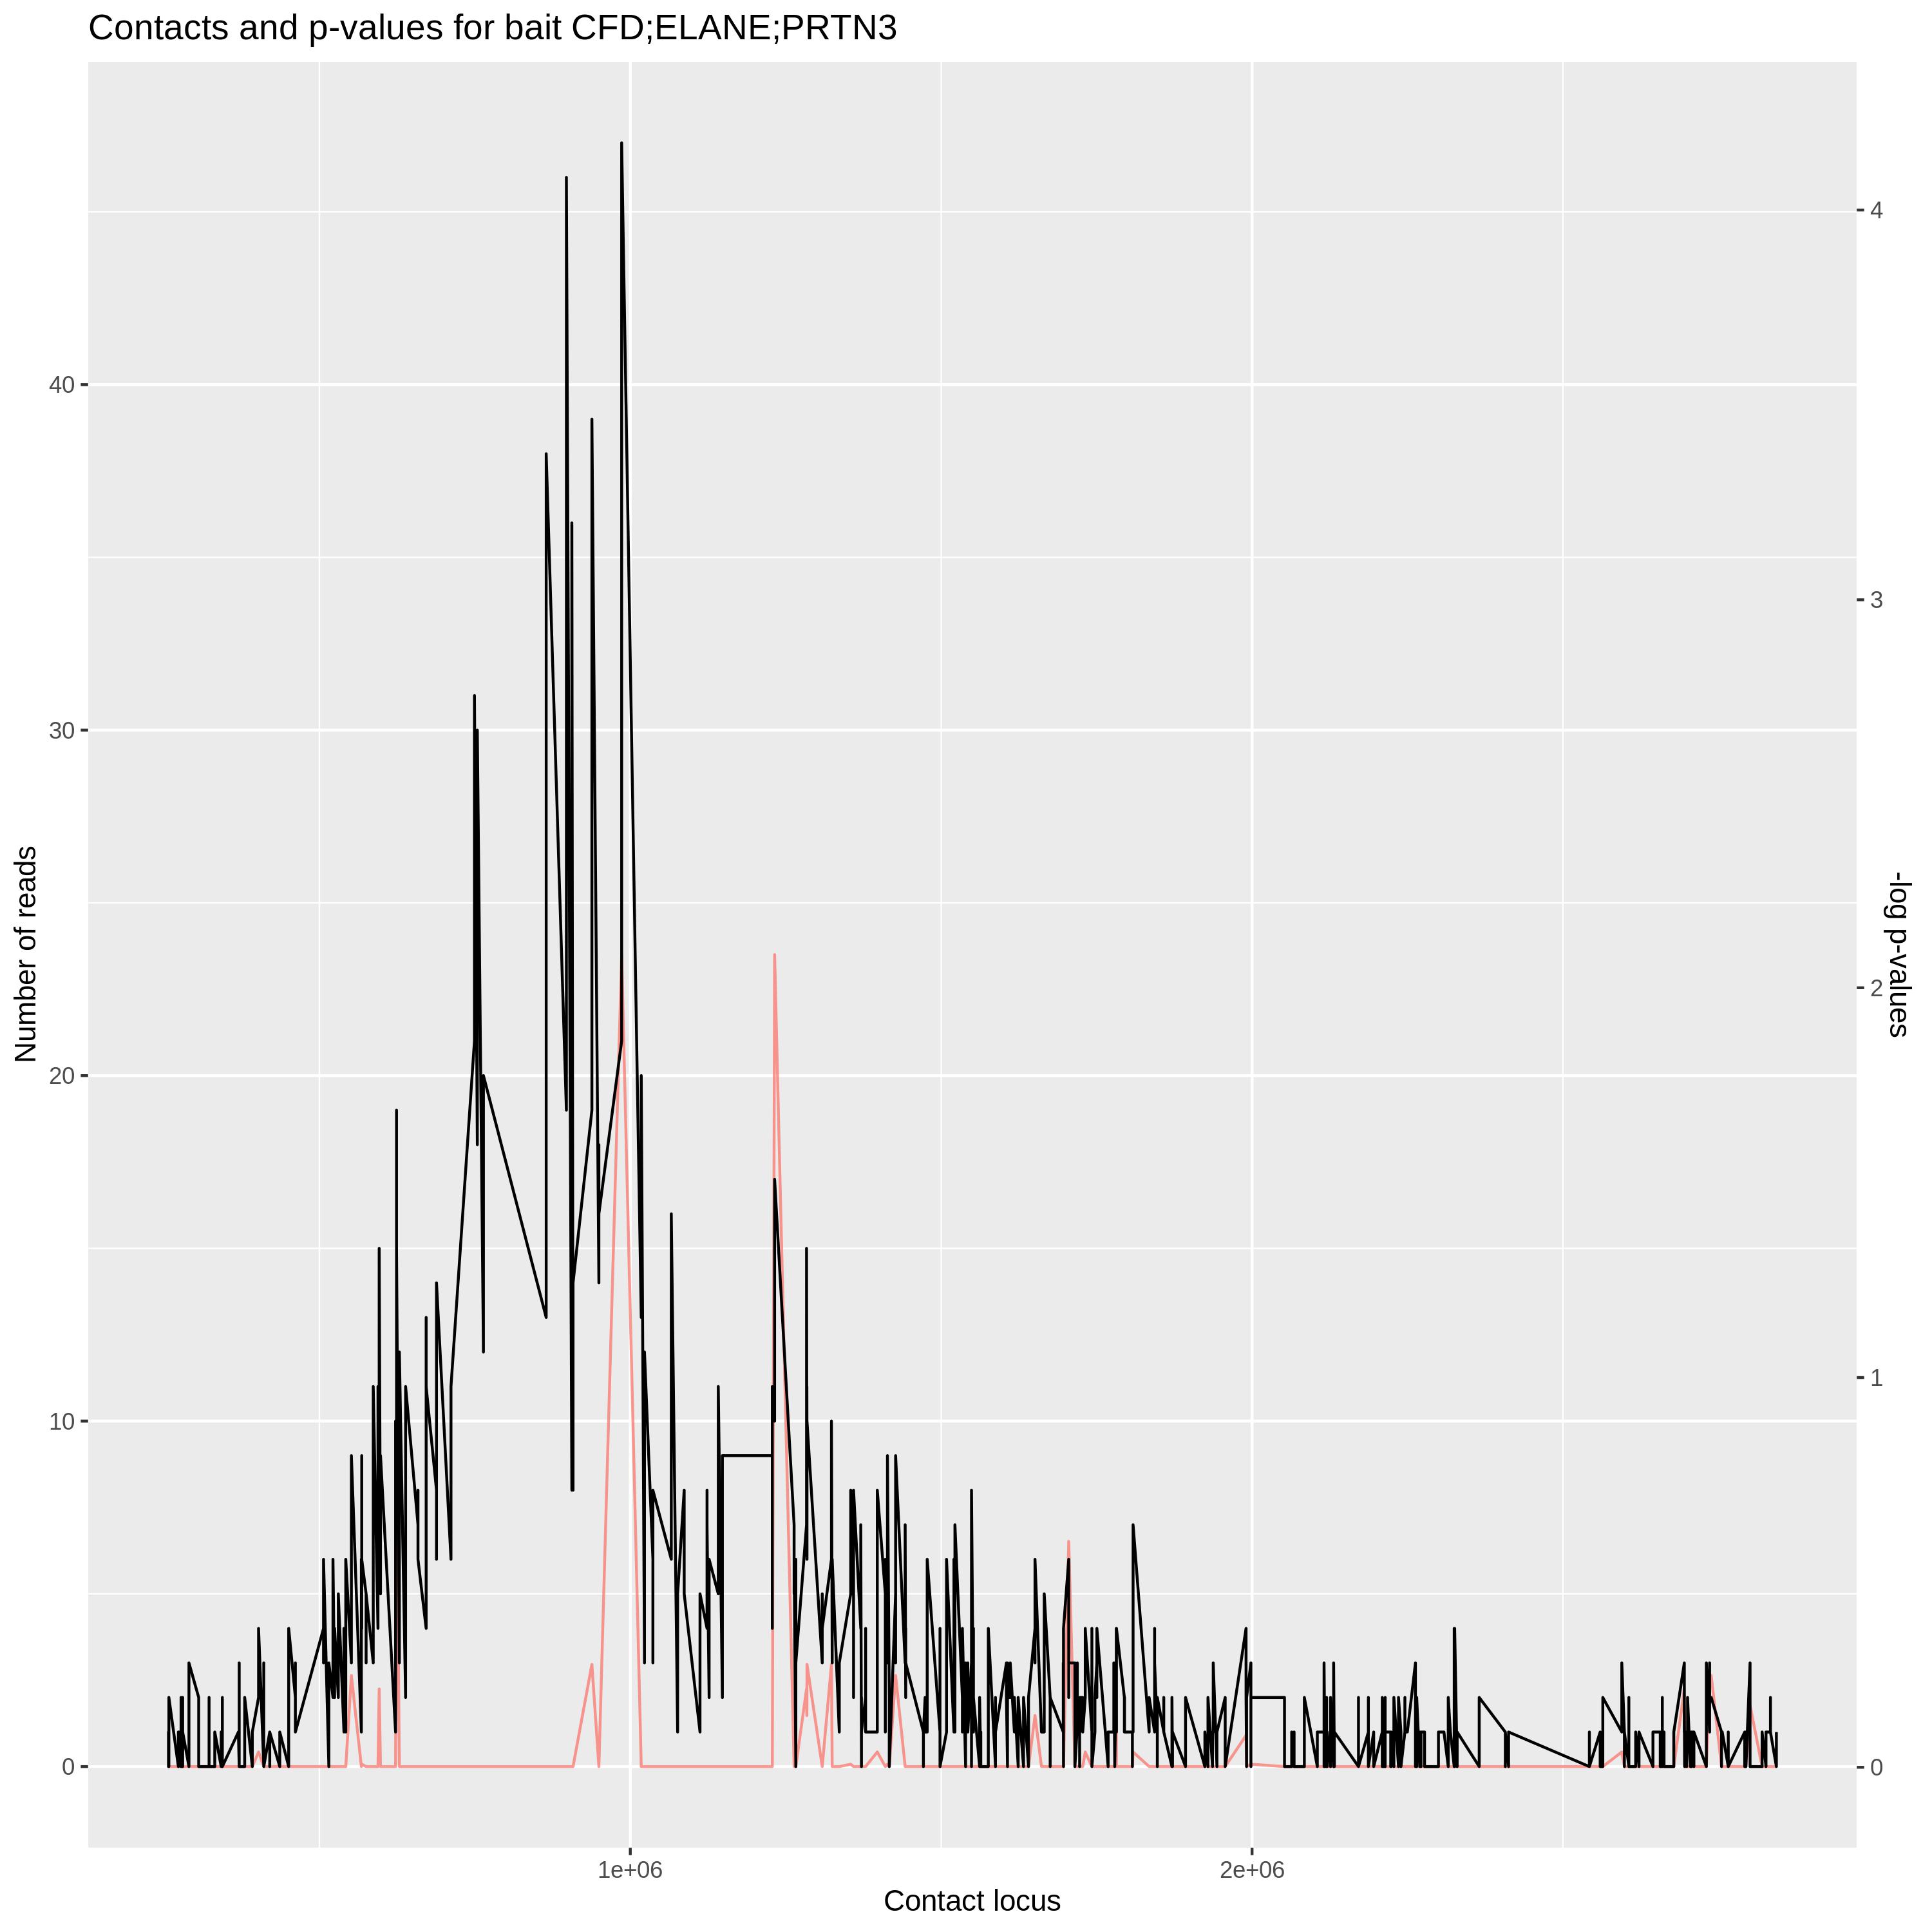 Contacts and p-values for bait CFD;ELANE;PRTN3
Number of reads
40
30
20
10
0
4
3
2
1
0
-log p-values
1e+06
2e+06
Contact locus